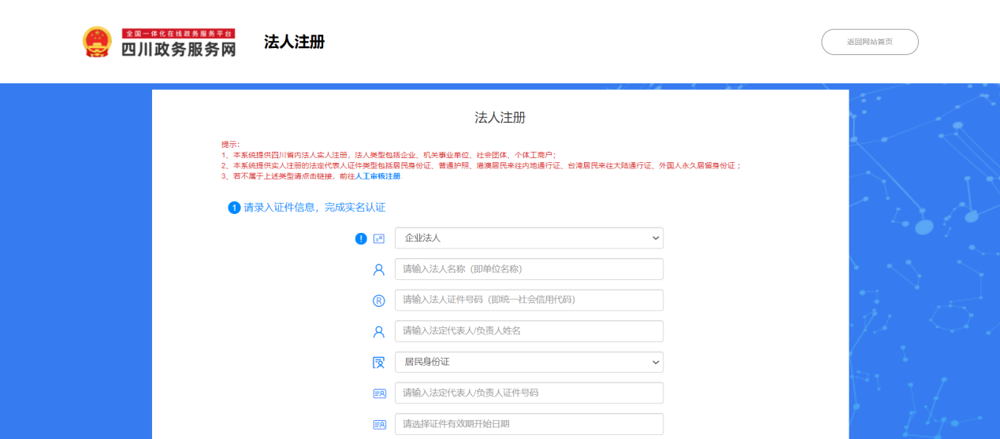 全国一体化在线政务服务平台
四川政务服务网
法人注册
返回网站首页
法人注册
提示：
1、本系统提供四川省内法人实人注册，法人类型包括企业、机关事业单位、社会团体、个体工商户；
2、本系统提供实人注册的法定代表人证件类型包括居民身份证、普通护照、港澳居民来往内地通行证、台湾居民来往大陆通行证、外国人永久居留身份证；
3、若不属于上述类型请点击链接，前往人工审核注册.
1 请录入证件信息，完成实名认证
企业法人
请输入法人名称（即单位名称）
请输入法人证件号码（即统一社会信用代码）
请输入法定代表人/负责人姓名
居民身份证
请输入法定代表人/负责人证件号码
请选择证件有效期开始日期